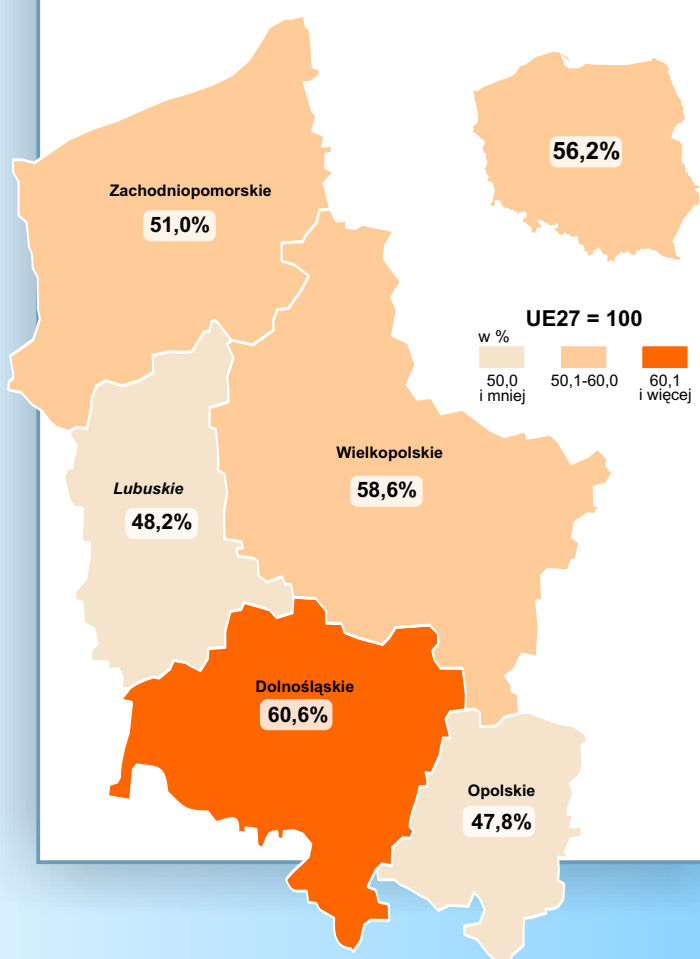 56,2%
Zachodniopomorskie
51,0%
UE27 = 100
w %
50,0
i mniej
50,1-60,0
60,1
i więcej
Wielkopolskie
58,6%
Lubuskie
48,2%
Dolnośląskie
60,6%
Opolskie
47,8%